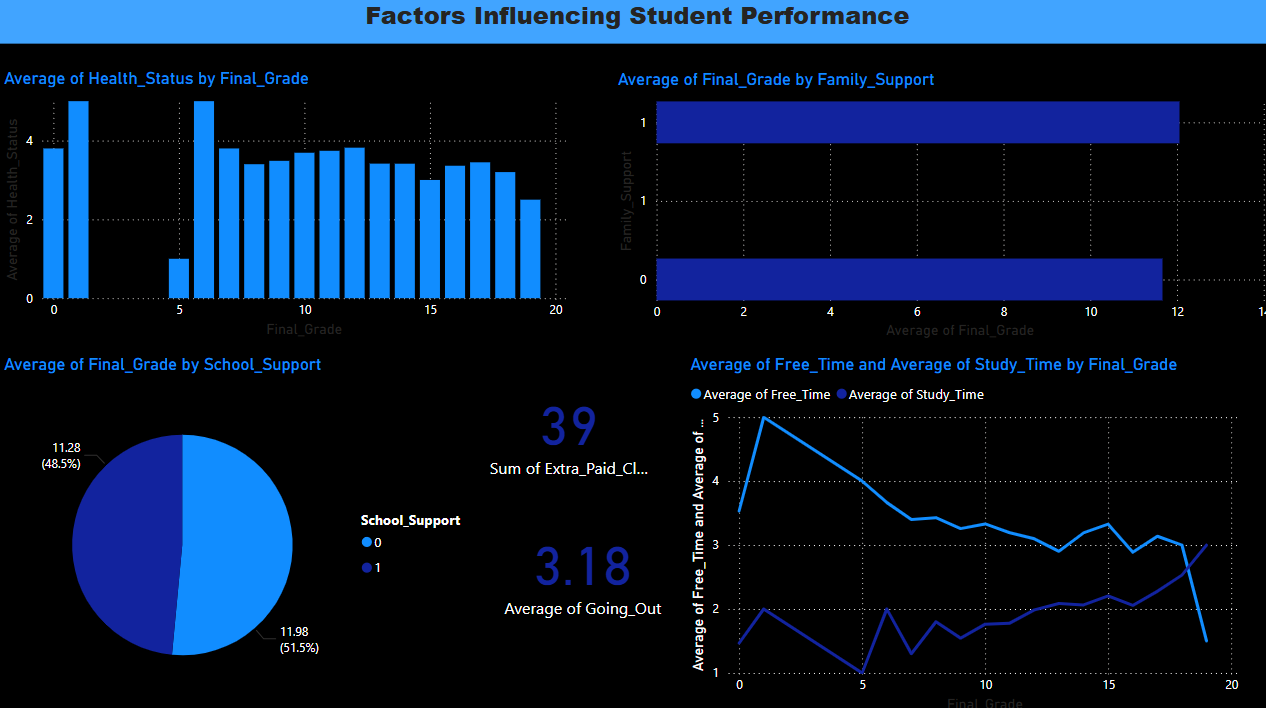 Factors Influencing Student Performance
Average of Health_Status by Final_Grade
Average of Health_Status
4
2
0
0 5 10 15 20
Final_Grade
Average of Final_Grade by Family_Support
Family_Support
1
1
0
0 2 4 6 8 10 12 14
Average of Final_Grade
Average of Final_Grade by School_Support
11.28
(48.5%)
11.98
(51.5%)
School_Support
0
1
39
Sum of Extra_Paid_Cl...
3.18
Average of Going_Out
Average of Free_Time and Average of Study_Time by Final_Grade
Average of Free_Time Average of Study_Time
Average of Free_Time and Average of ...
5
4
3
2
1
0 5 10 15 20
Final_Grade